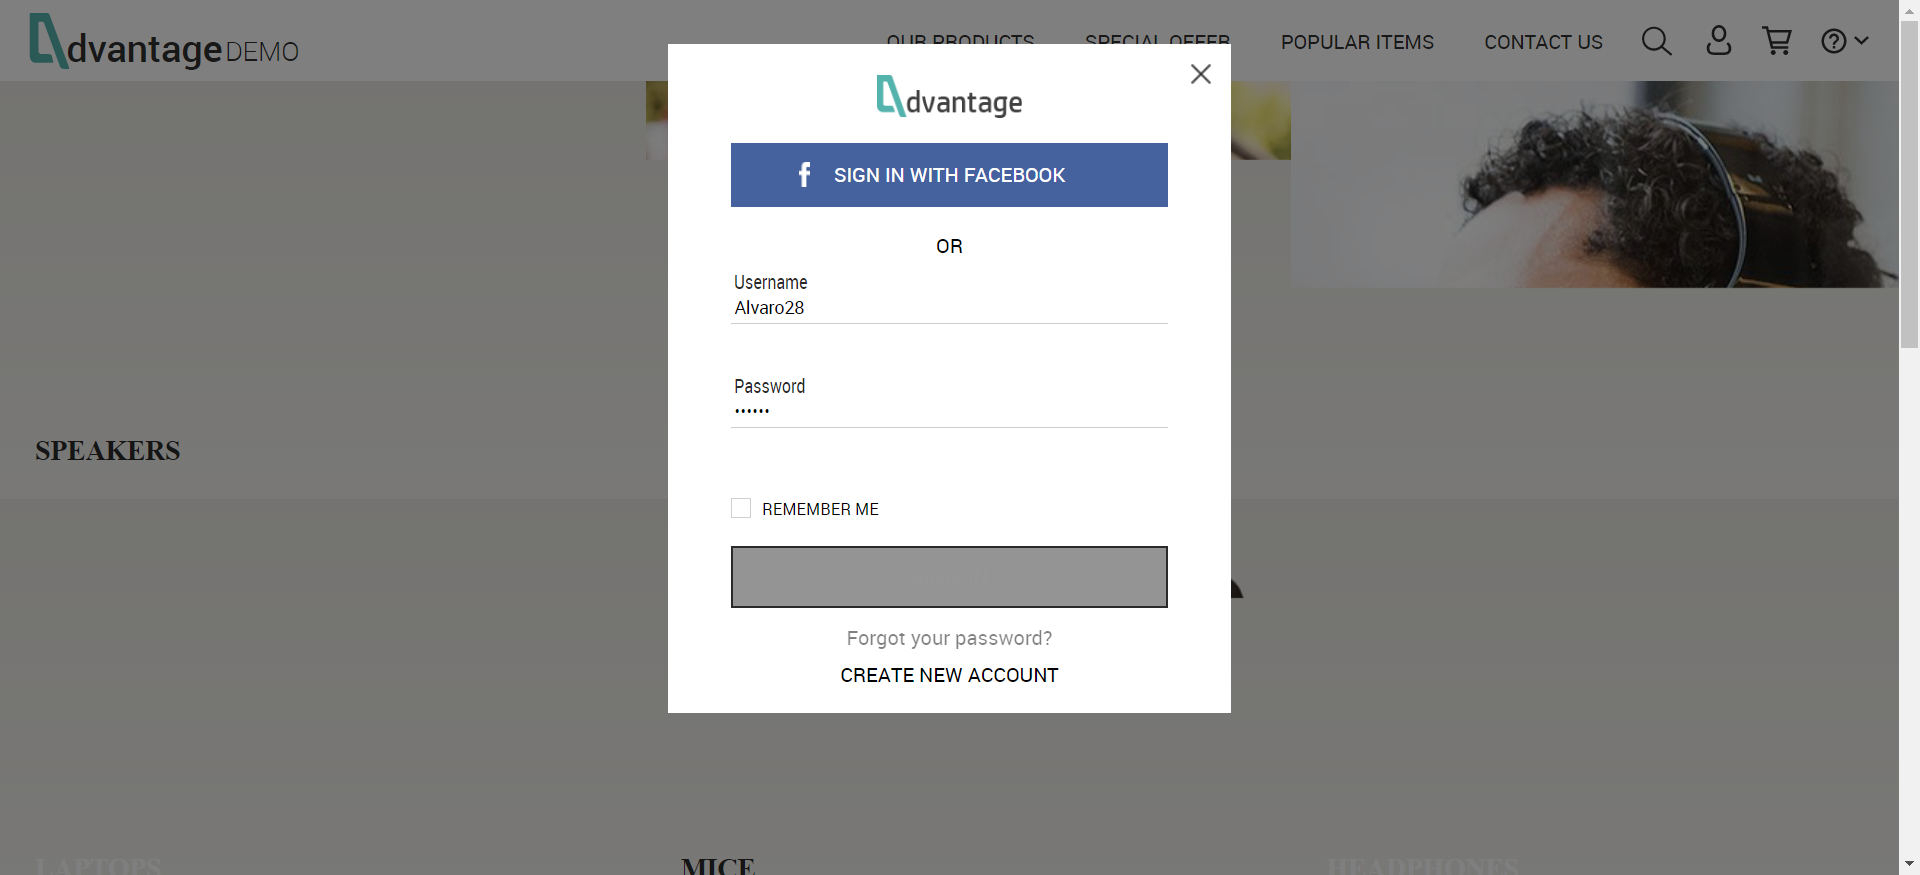 dvantage DEMO
OUR PRODUCTS
SPECIAL OFFER
POPULAR ITEMS
CONTACT US
dvantage
SIGN IN WITH FACEBOOK
OR
Username
Alvaro28
Password
••••••
REMEMBER ME
Forgot your password?
CREATE NEW ACCOUNT
SPEAKERS
LAPTOPS
MICE
HEADPHONES